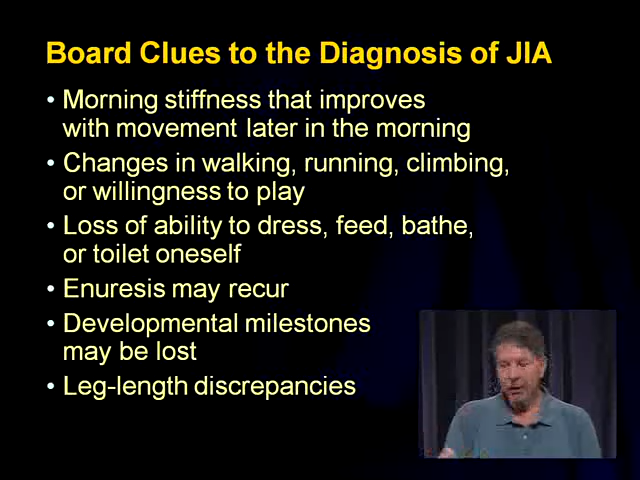 Board Clues to the Diagnosis of JIA
• Morning stiffness that improves
with movement later in the morning
• Changes in walking, running, climbing,
or willingness to play
• Loss of ability to dress, feed, bathe,
or toilet oneself
• Enuresis may recur
• Developmental milestones
may be lost
• Leg-length discrepancies